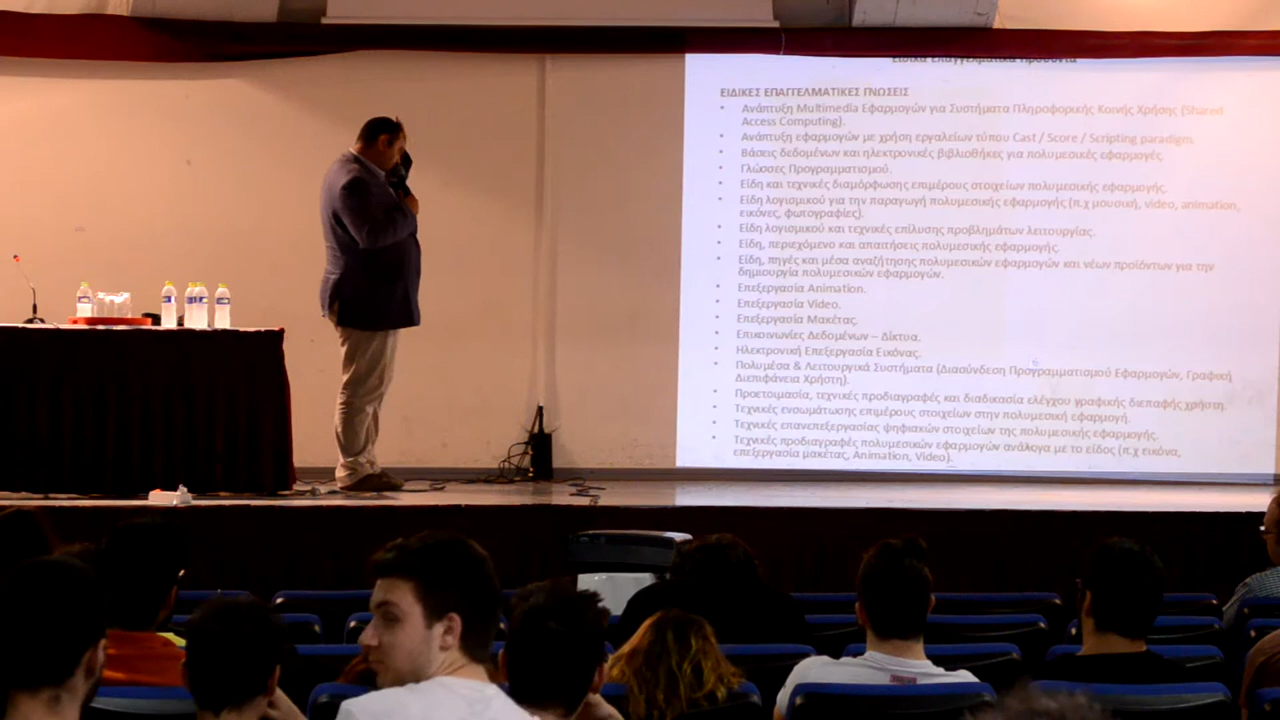 Ειδικά Επαγγελματικά Προσόντα
ΕΙΔΙΚΕΣ ΕΠΑΓΓΕΛΜΑΤΙΚΕΣ ΓΝΩΣΕΙΣ
• Ανάπτυξη Multimedia Εφαρμογών για Συστήματα Πληροφορικής Κοινής Χρήσης (Shared
Access Computing).
• Ανάπτυξη εφαρμογών με χρήση εργαλείων τύπου Cast / Score / Scripting paradigm.
• Βάσεις δεδομένων και ηλεκτρονικές βιβλιοθήκες για πολυμεσικές εφαρμογές.
• Γλώσσες Προγραμματισμού.
• Είδη και τεχνικές διαμόρφωσης επιμέρους στοιχείων πολυμεσικής εφαρμογής.
• Είδη λογισμικού για την παραγωγή πολυμεσικής εφαρμογής (π.χ μουσική, video, animation,
εικόνες, φωτογραφίες).
• Είδη λογισμικού και τεχνικές επίλυσης προβλημάτων λειτουργίας.
• Είδη, περιεχόμενο και απαιτήσεις πολυμεσικής εφαρμογής.
• Είδη, πηγές και μέσα αναζήτησης πολυμεσικών εφαρμογών και νέων προϊόντων για την
δημιουργία πολυμεσικών εφαρμογών.
• Επεξεργασία Animation.
• Επεξεργασία Video.
• Επεξεργασία Μακέτας.
• Επικοινωνίες Δεδομένων – Δίκτυα.
• Ηλεκτρονική Επεξεργασία Εικόνας.
• Πολυμέσα & Λειτουργικά Συστήματα (Διασύνδεση Προγραμματισμού Εφαρμογών, Γραφική
Διεπιφάνεια Χρήστη).
• Προετοιμασία, τεχνικές προδιαγραφές και διαδικασία ελέγχου γραφικής διεπαφής χρήστη.
• Τεχνικές ενσωμάτωσης επιμέρους στοιχείων στην πολυμεσική εφαρμογή.
• Τεχνικές επανεπεξεργασίας ψηφιακών στοιχείων της πολυμεσικής εφαρμογής.
• Τεχνικές προδιαγραφές πολυμεσικών εφαρμογών ανάλογα με το είδος (π.χ εικόνα,
επεξεργασία μακέτας, Animation, Video).